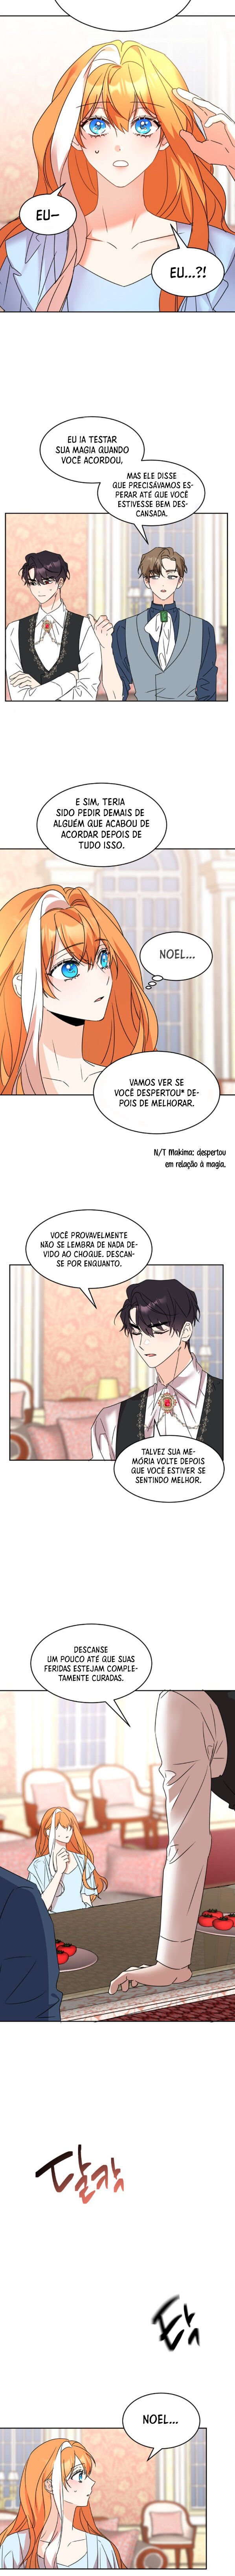 EU-
EU...?!
EU IA TESTAR
SUA MAGIA QUANDO
VOCÊ ACORDOU,
MAS ELE DISSE
QUE PRECISÁVAMOS ES-
PERAR ATÉ QUE VOCÊ
ESTIVESSE BEM DES-
CANSADA.
E SIM, TERIA
SIDO PEDIR DEMAIS DE
ALGUÉM QUE ACABOU DE
ACORDAR DEPOIS DE
TUDO ISSO.
NOEL...
VAMOS VER SE
VOCÊ DESPERTOU* DE-
POIS DE MELHORAR.
N/T Makima: despertou
em relação à magia.
VOCÊ PROVAVELMENTE
NÃO SE LEMBRA DE NADA DE-
VIDO AO CHOQUE. DESCAN-
SE POR ENQUANTO.
TALVEZ SUA ME-
MÓRIA VOLTE DEPOIS
QUE VOCÊ ESTIVER SE
SENTINDO MELHOR.
DESCANSE
UM POUCO ATÉ QUE SUAS
FERIDAS ESTEJAM COMPLE-
TAMENTE CURADAS.
달칵
탁
NOEL...